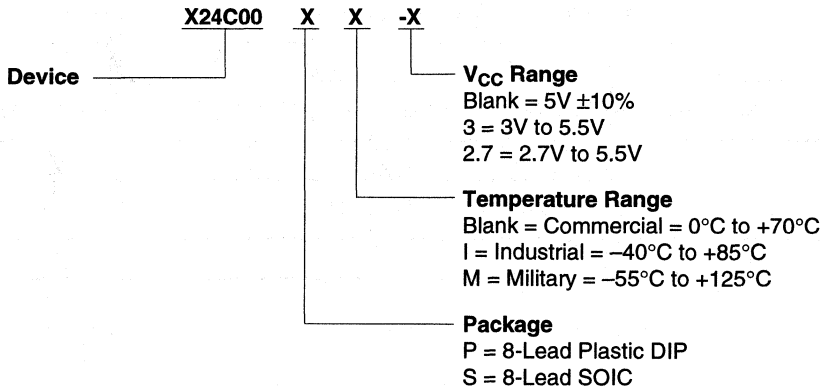 X24C00 X X -X
Device
VCC Range
Blank = 5V ±10%
3 = 3V to 5.5V
2.7 = 2.7V to 5.5V
Temperature Range
Blank = Commercial = 0°C to +70°C
I = Industrial = –40°C to +85°C
M = Military = –55°C to +125°C
Package
P = 8-Lead Plastic DIP
S = 8-Lead SOIC